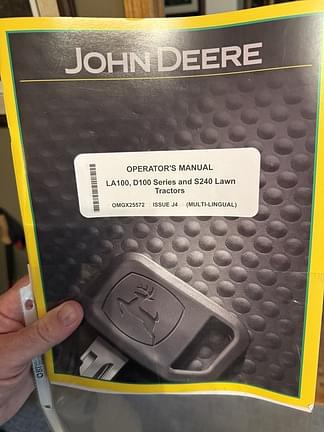 JOHN DEERE
OPERATOR'S MANUAL
LA100, D100 Series and S240 Lawn
Tractors
OMGX25572 ISSUE J4 (MULTI-LINGUAL)